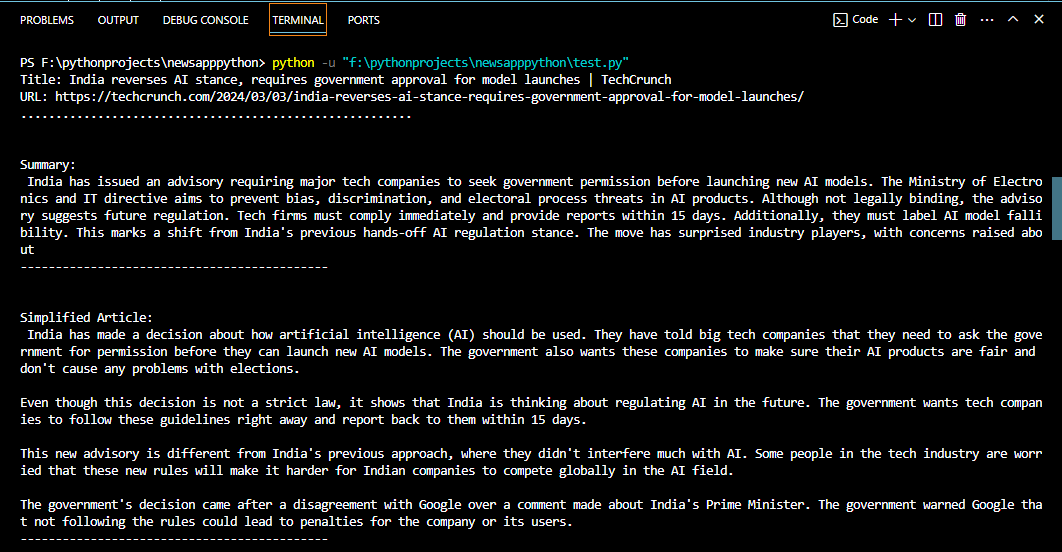 PROBLEMS OUTPUT DEBUG CONSOLE TERMINAL PORTS Code
PS F:\pythonprojects\newsapppython> python -u "f:\pythonprojects\newsapppython\test.py"
Title: India reverses AI stance, requires government approval for model launches | TechCrunch
URL: https://techcrunch.com/2024/03/03/india-reverses-ai-stance-requires-government-approval-for-model-launches/
........................................................
Summary:
India has issued an advisory requiring major tech companies to seek government permission before launching new AI models. The Ministry of Electro
nics and IT directive aims to prevent bias, discrimination, and electoral process threats in AI products. Although not legally binding, the adviso
ry suggests future regulation. Tech firms must comply immediately and provide reports within 15 days. Additionally, they must label AI model falli
bility. This marks a shift from India's previous hands-off AI regulation stance. The move has surprised industry players, with concerns raised abo
ut
--------------------------------------------
Simplified Article:
India has made a decision about how artificial intelligence (AI) should be used. They have told big tech companies that they need to ask the gove
rnment for permission before they can launch new AI models. The government also wants these companies to make sure their AI products are fair and
don't cause any problems with elections.
Even though this decision is not a strict law, it shows that India is thinking about regulating AI in the future. The government wants tech compan
ies to follow these guidelines right away and report back to them within 15 days.
This new advisory is different from India's previous approach, where they didn't interfere much with AI. Some people in the tech industry are worr
ied that these new rules will make it harder for Indian companies to compete globally in the AI field.
The government's decision came after a disagreement with Google over a comment made about India's Prime Minister. The government warned Google tha
t not following the rules could lead to penalties for the company or its users.
--------------------------------------------